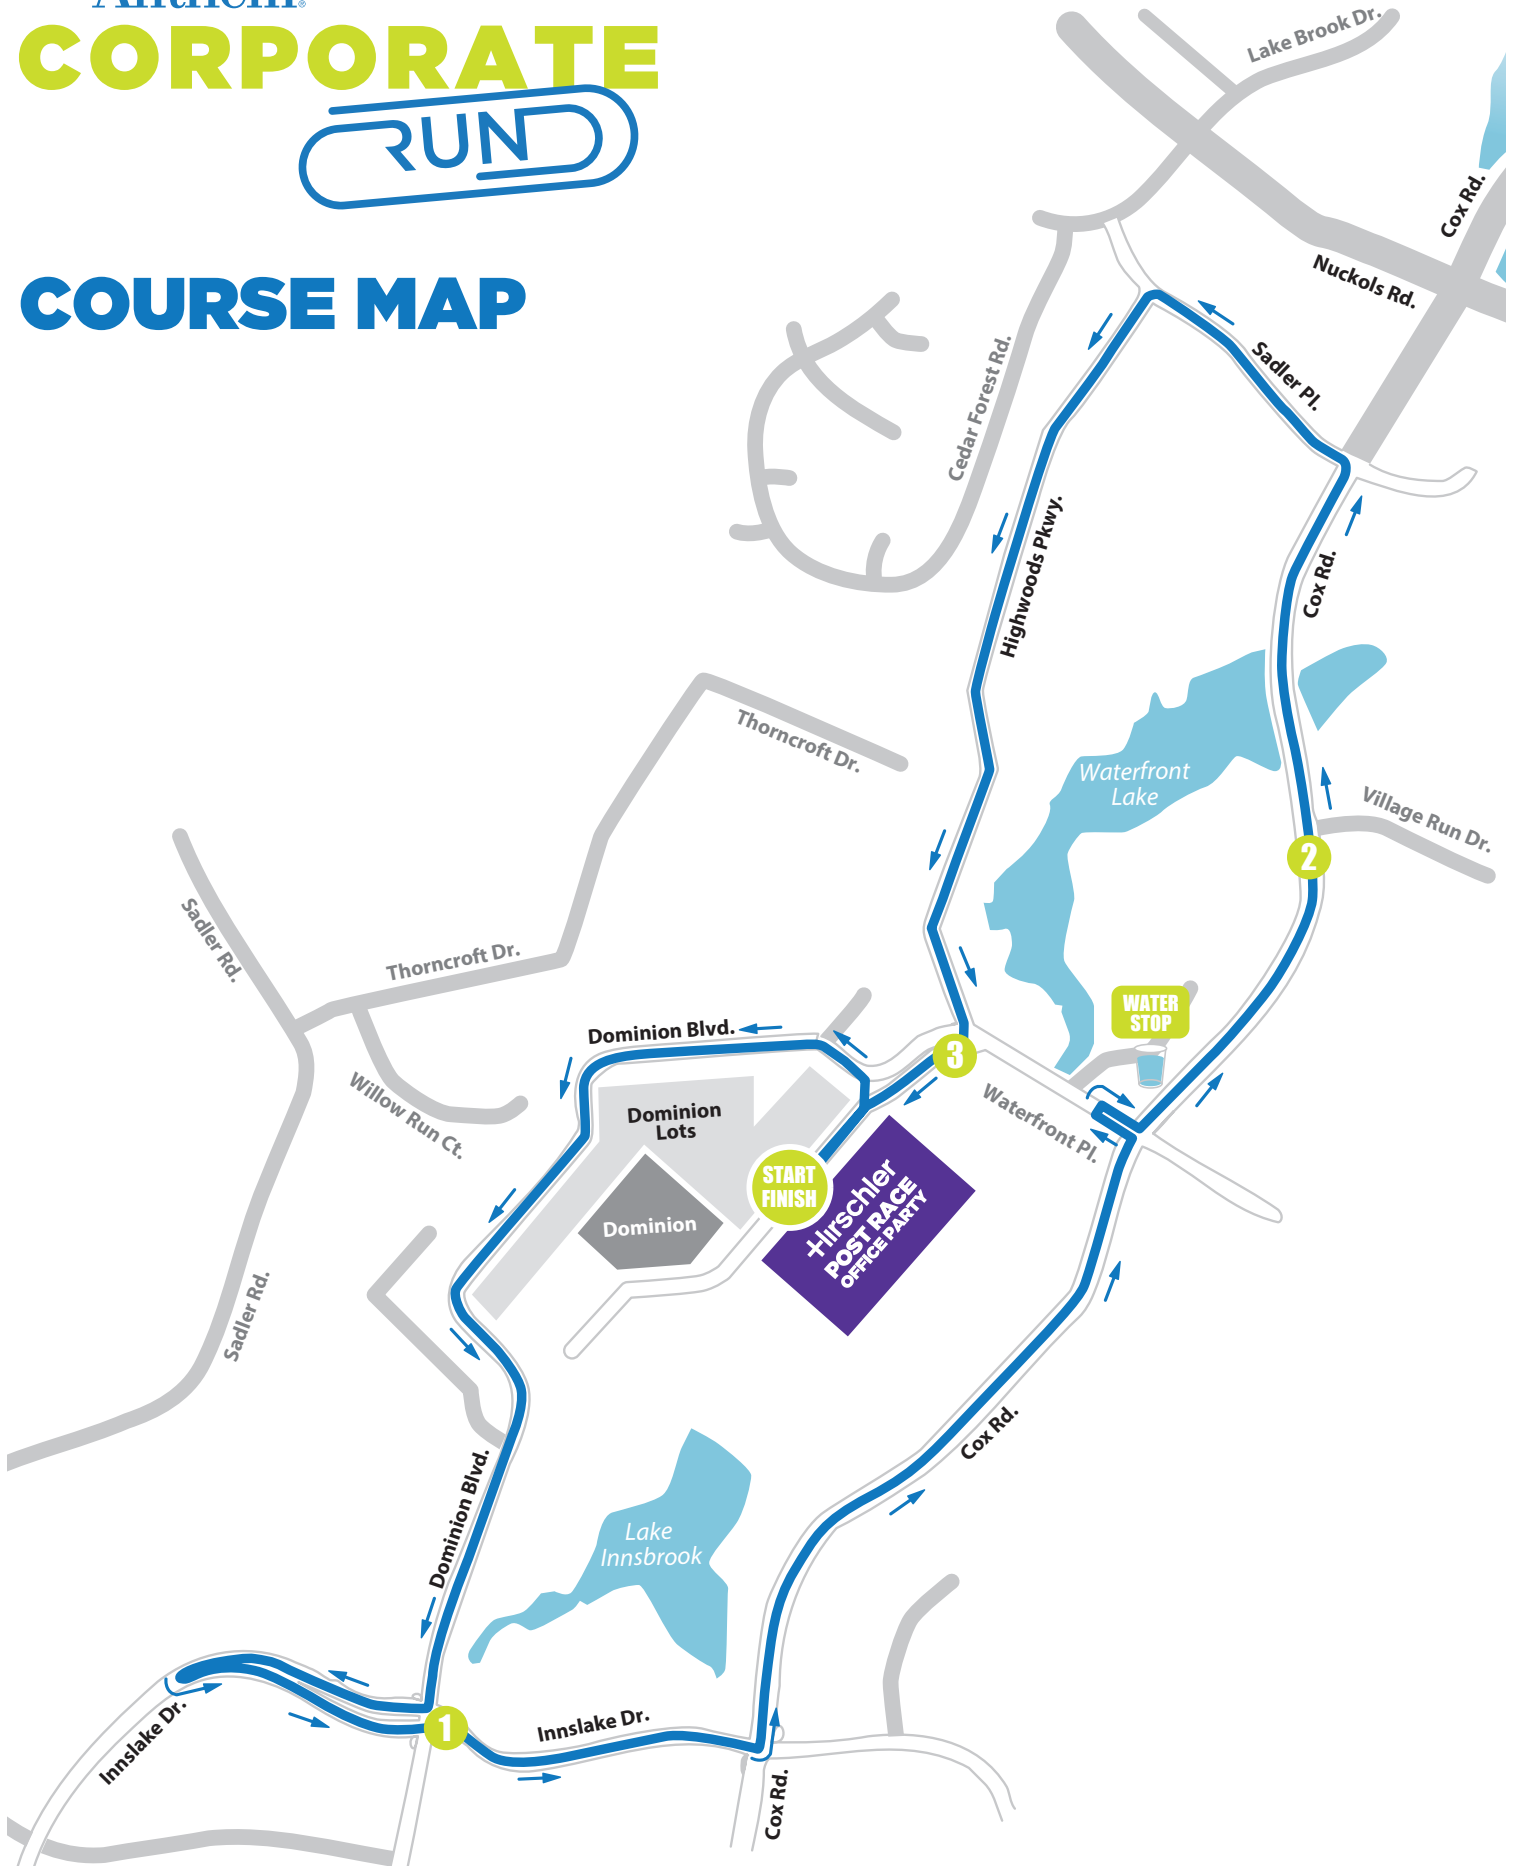 Anthem®
CORPORATE
RUN
COURSE MAP
Lake Brook Dr.
Cox Rd.
Nuckols Rd.
Sadler Pl.
Cedar Forest Rd.
Highwoods Pkwy.
Cox Rd.
Thorncroft Dr.
Waterfront
Lake
Village Run Dr.
2
Sadler Rd.
Thorncroft Dr.
WATER
STOP
Dominion Blvd.
3
Willow Run Ct.
Dominion
Lots
Waterfront Pl.
START
FINISH
Hirschler
POST RACE
OFFICE PARTY
Dominion
Sadler Rd.
Cox Rd.
Dominion Blvd.
Lake
Innsbrook
Innslake Dr.
1
Innslake Dr.
Cox Rd.